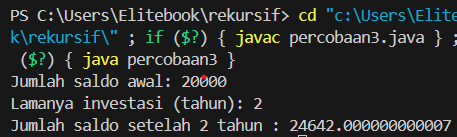 PS C:\Users\Elitebook\rekursif> cd "c:\Users\Elite
k\rekursif\" ; if ($?) { javac percobaan3.java } ;
($?) { java percobaan3 }
Jumlah saldo awal: 20000
Lamanya investasi (tahun): 2
Jumlah saldo setelah 2 tahun : 24642.000000000007